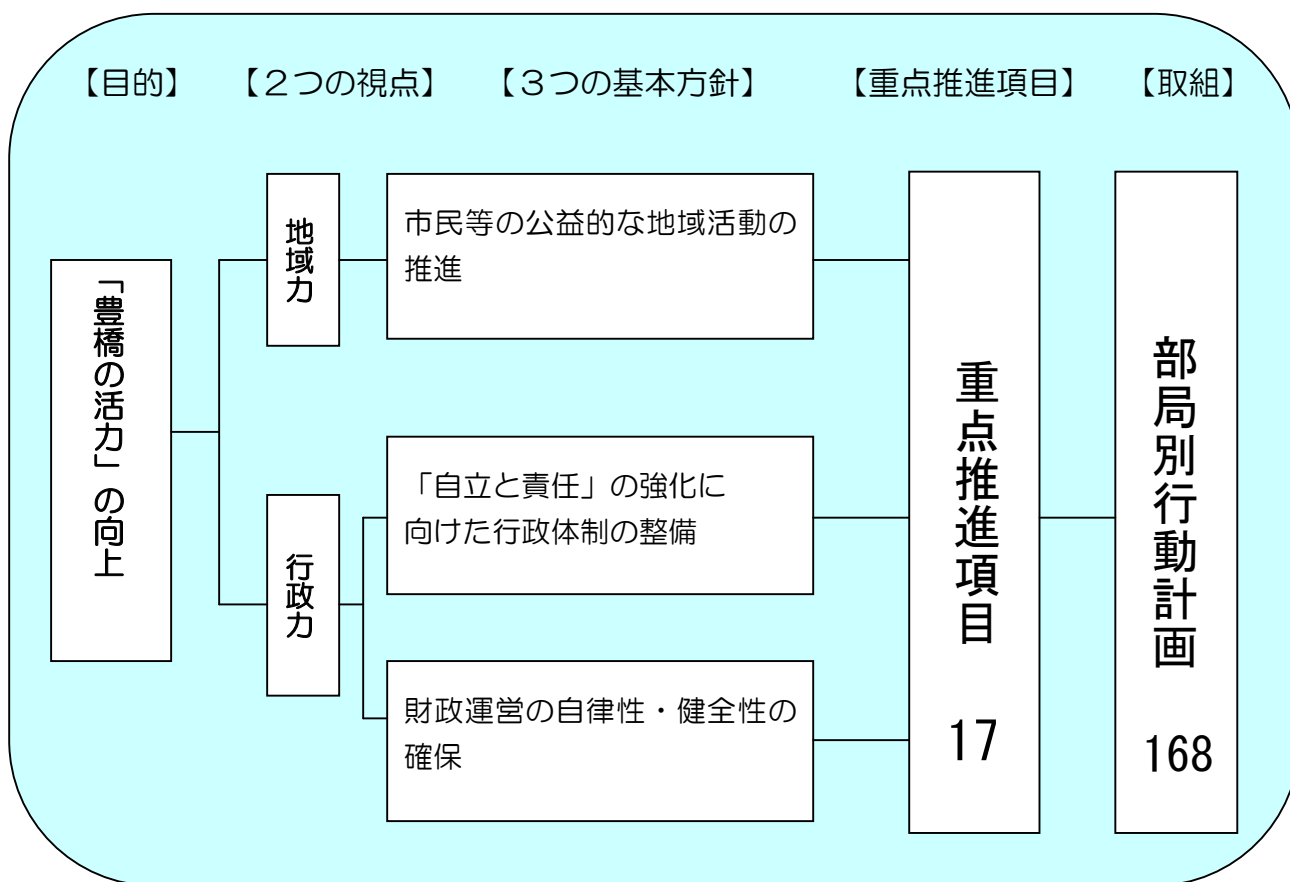 【目的】
【２つの視点】
【３つの基本方針】
【重点推進項目】
【取組】
「豊橋の活力」の向上
地域力
市民等の公益的な地域活動の
推進
行政力
「自立と責任」の強化に
向けた行政体制の整備
財政運営の自律性・健全性の
確保
重点推進項目
17
部局別行動計画
168